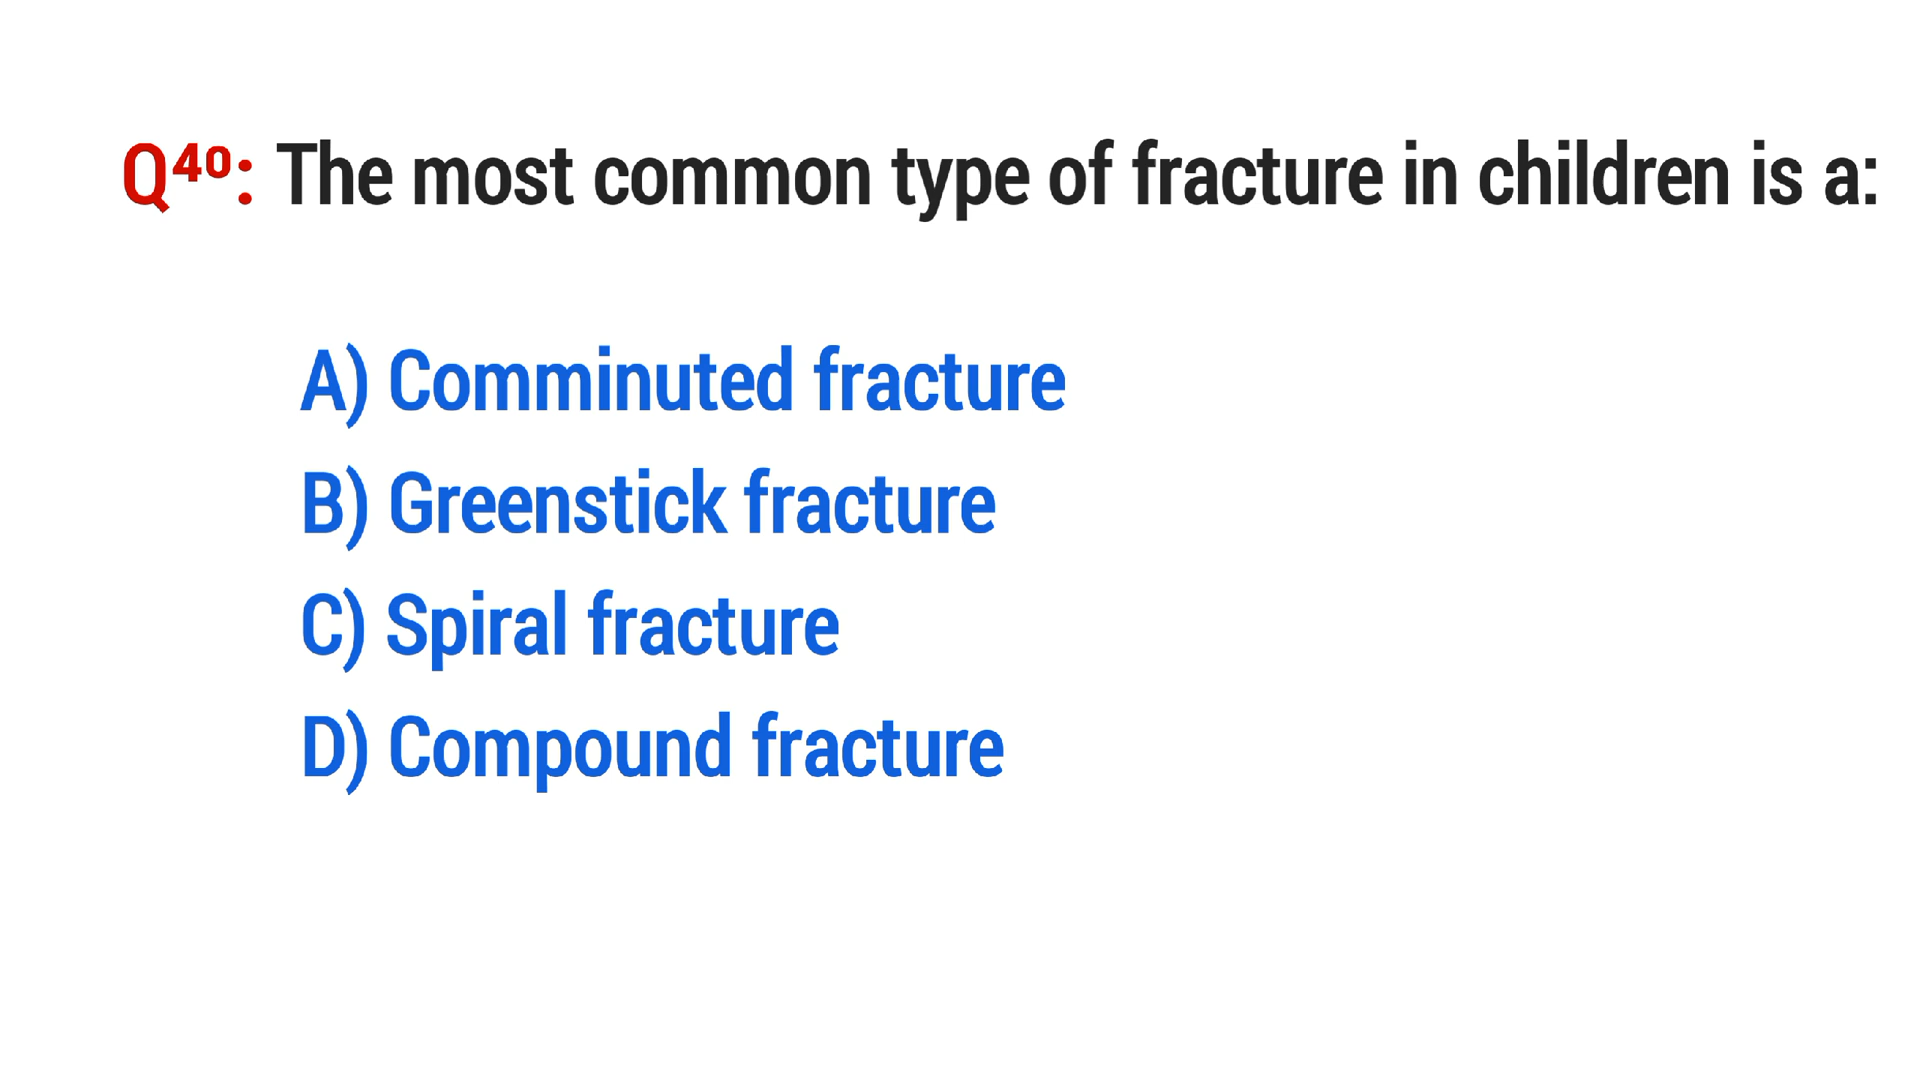 Q⁴⁰: The most common type of fracture in children is a:
A) Comminuted fracture
B) Greenstick fracture
C) Spiral fracture
D) Compound fracture